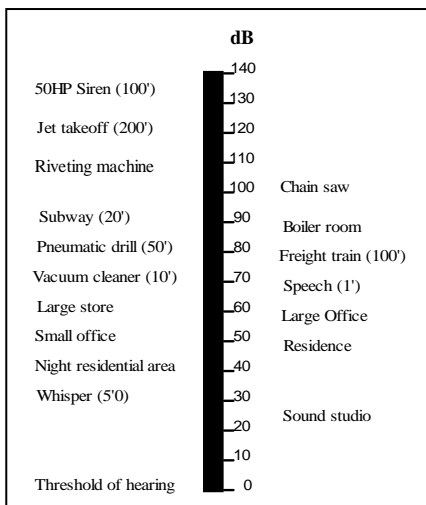 dB
140
50HP Siren (100')
130
Jet takeoff (200')
120
Riveting machine
110
100
Chain saw
Subway (20')
90
Boiler room
Pneumatic drill (50')
80
Freight train (100')
Vacuum cleaner (10')
70
Speech (1')
Large store
60
Large Office
Small office
50
Residence
Night residential area
40
Whisper (5'0)
30
Sound studio
20
10
Threshold of hearing
0